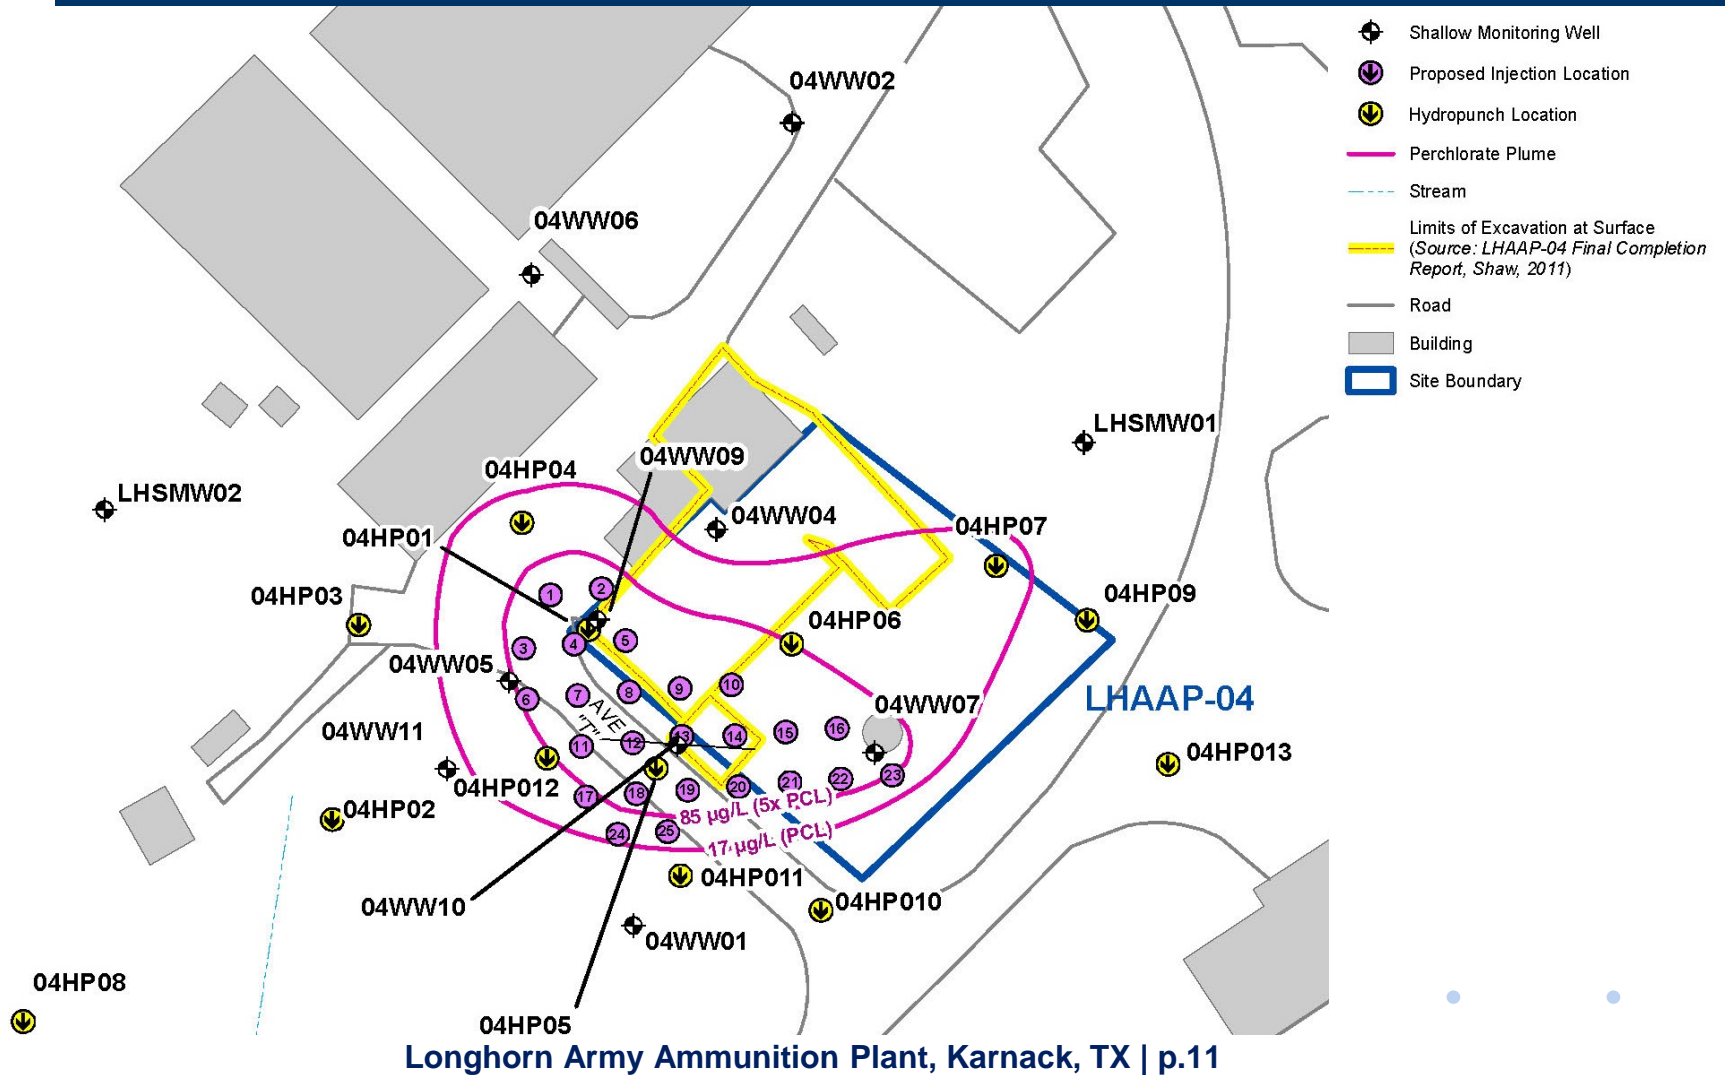 Shallow Monitoring Well
Proposed Injection Location
Hydropunch Location
Perchlorate Plume
Stream
Limits of Excavation at Surface
(Source: LHAAP-04 Final Completion
Report, Shaw, 2011)
Road
Building
Site Boundary
04WW02
04WW06
LHSMW01
04WW09
04HP04
LHSMW02
04WW04
04HP07
04HP01
04HP03
04HP09
04HP06
1
2
3
4
5
04WW05
6
7
8
9
10
LHAAP-04
04WW07
AVE
"T"
04WW11
11
12
13
14
15
16
04HP013
04HP012
04HP02
17
18
19
20
21
22
23
85 µg/L (5x PCL)
24
25
17 µg/L (PCL)
04HP011
04WW10
04HP010
04WW01
04HP08
04HP05
Longhorn Army Ammunition Plant, Karnack, TX | p.11